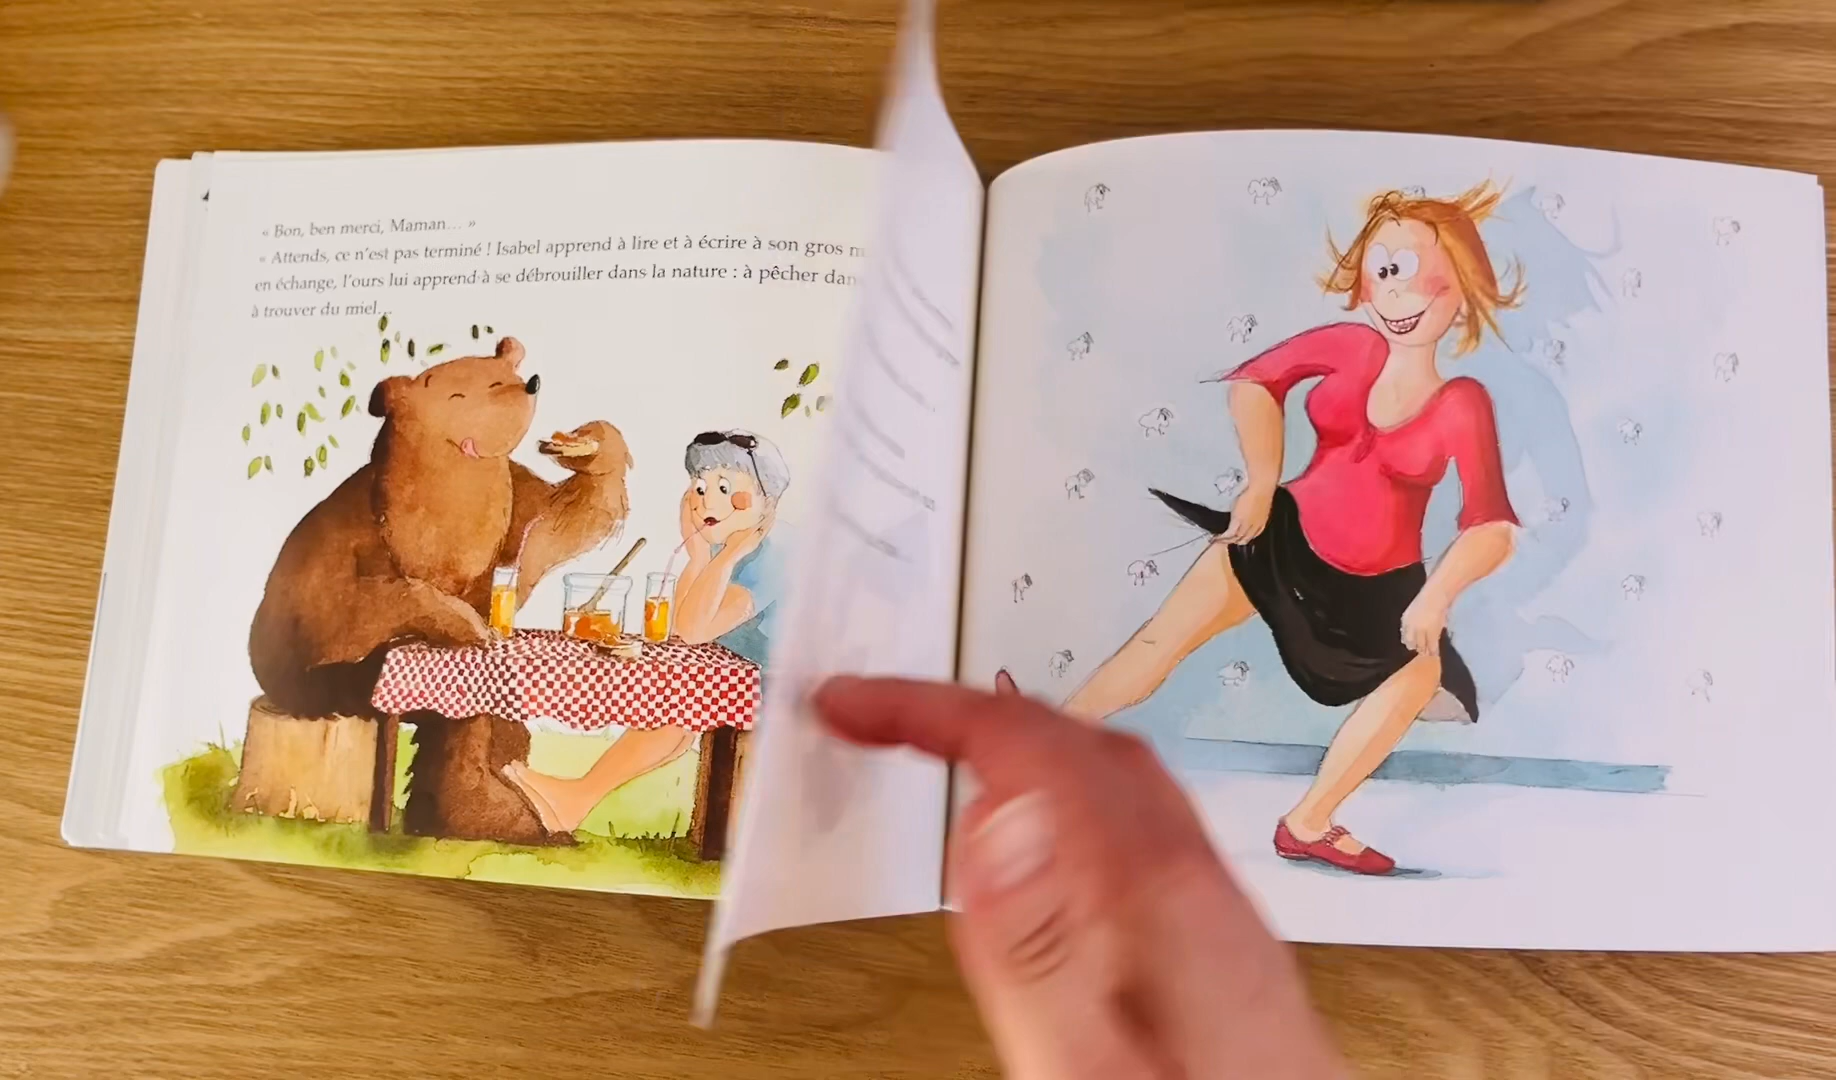 « Bon, ben merci, Maman… »
« Attends, ce n'est pas terminé ! Isabel apprend à lire et à écrire à son gros
en échange, l'ours lui apprend à se débrouiller dans la nature : à pêcher
à trouver du miel…